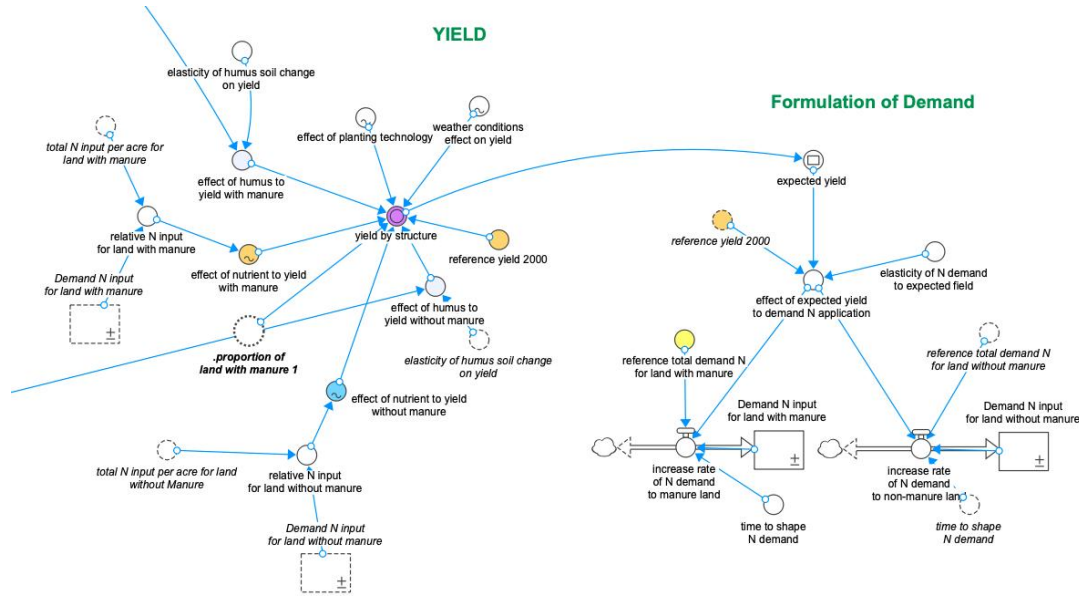 YIELD
elasticity of humus soil change
on yield
total N input per acre for
land with manure
effect of planting technology
weather conditions
effect on yield
effect of humus to
yield with manure
relative N input
for land with manure
yield by structure
reference yield 2000
effect of nutrient to yield
with manure
Demand N input
for land with manure
effect of humus to
yield without manure
.proportion of
land with manure 1
elasticity of humus soil change
on yield
effect of nutrient to yield
without manure
total N input per acre for land
without Manure
relative N input
for land without manure
Demand N input
for land without manure
Formulation of Demand
expected yield
reference yield 2000
elasticity of N demand
to expected field
effect of expected yield
to demand N application
reference total demand N
for land with manure
reference total demand N
for land without manure
Demand N input
for land with manure
Demand N input
for land without manure
increase rate
of N demand
to manure land
increase rate
of N demand
to non-manure land
time to shape
N demand
time to shape
N demand